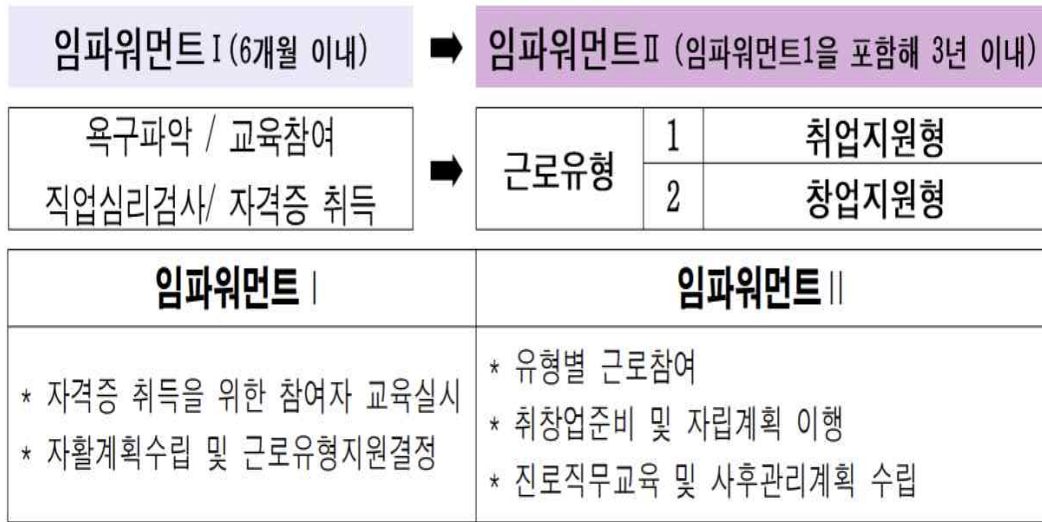 임파워먼트Ⅰ(6개월 이내) ➡ 임파워먼트Ⅱ (임파워먼트1을 포함해 3년 이내)
욕구파악 / 교육참여
직업심리검사/ 자격증 취득
➡
근로유형
1 취업지원형
2 창업지원형
임파워먼트Ⅰ
임파워먼트Ⅱ
* 자격증 취득을 위한 참여자 교육실시
* 자활계획수립 및 근로유형지원결정
* 유형별 근로참여
* 취창업준비 및 자립계획 이행
* 진로직무교육 및 사후관리계획 수립